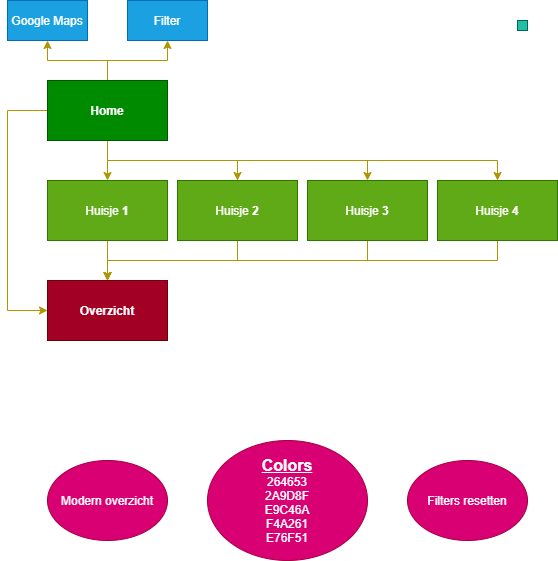 Google Maps
Filter
Home
Huisje 1
Huisje 2
Huisje 3
Huisje 4
Overzicht
Modern overzicht
Colors
264653
2A9D8F
E9C46A
F4A261
E76F51
Filters resetten